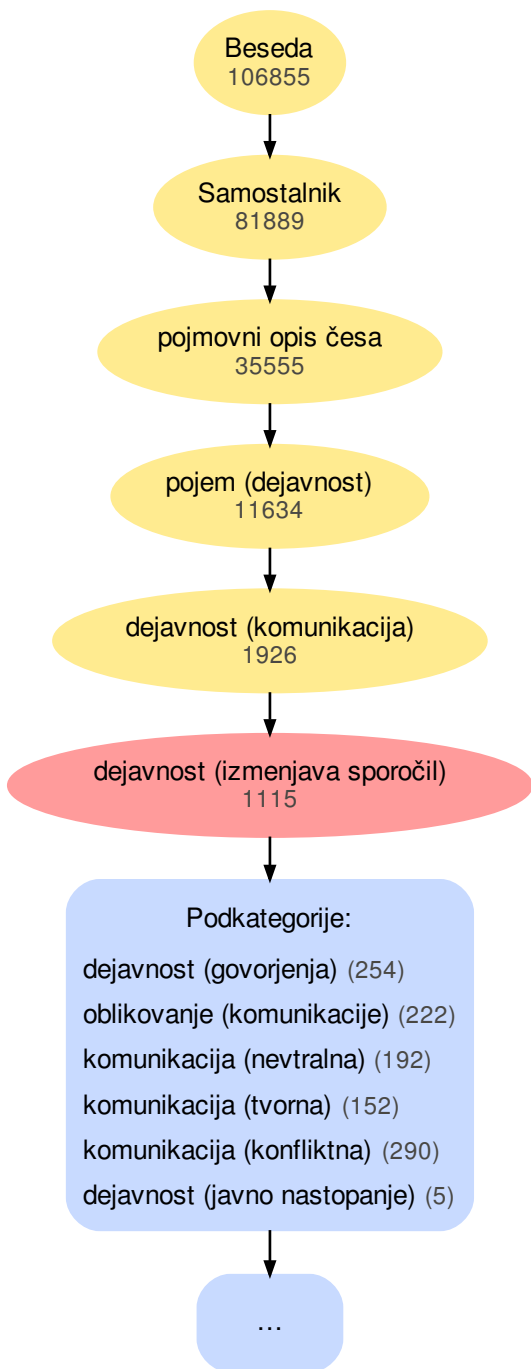 Beseda
106855
Samostalnik
81889
pojmovni opis česa
35555
pojem (dejavnost)
11634
dejavnost (komunikacija)
1926
dejavnost (izmenjava sporočil)
1115
Podkategorije:
dejavnost (govorjenja) (254)
oblikovanje (komunikacije) (222)
komunikacija (nevtralna) (192)
komunikacija (tvorna) (152)
komunikacija (konfliktna) (290)
dejavnost (javno nastopanje) (5)
...